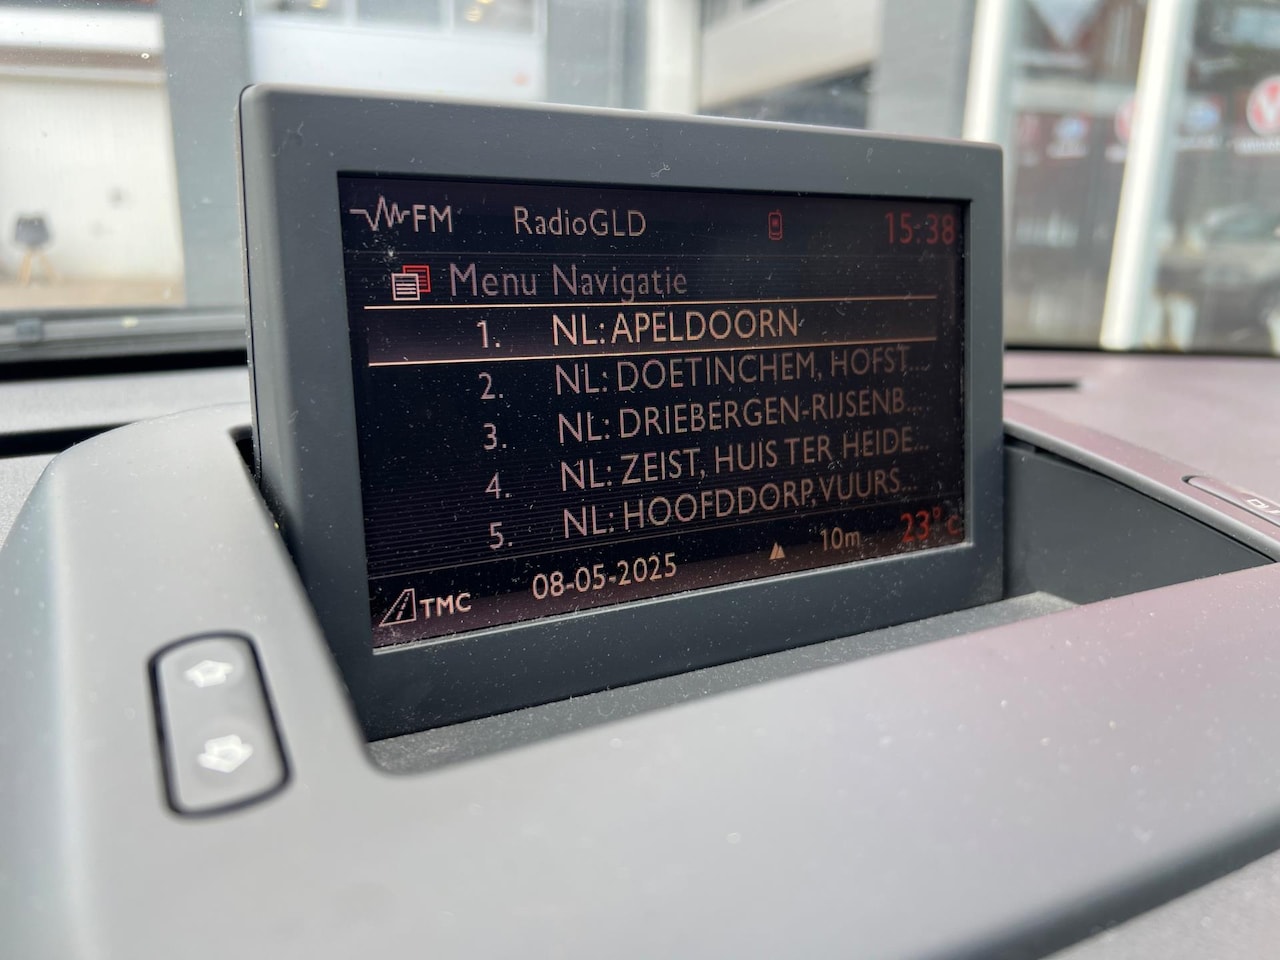 FM RadioGLD 15:38
Menu Navigatie
1. NL: APELDOORN
2. NL: DOETINCHEM, HOFST...
3. NL: DRIEBERGEN-RIJSENB...
4. NL: ZEIST, HUIS TER HEIDE...
5. NL: HOOFDDORP, VUURS...
TMC 08-05-2025 10m 23°C